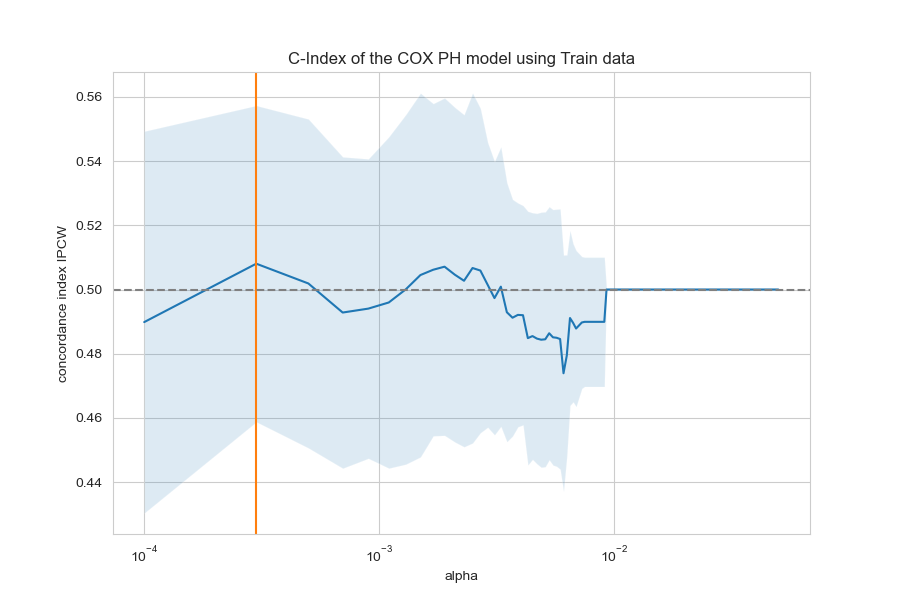 C-Index of the COX PH model using Train data
concordance index IPCW
0.56
0.54
0.52
0.50
0.48
0.46
0.44
10⁻⁴ 10⁻³ 10⁻²
alpha